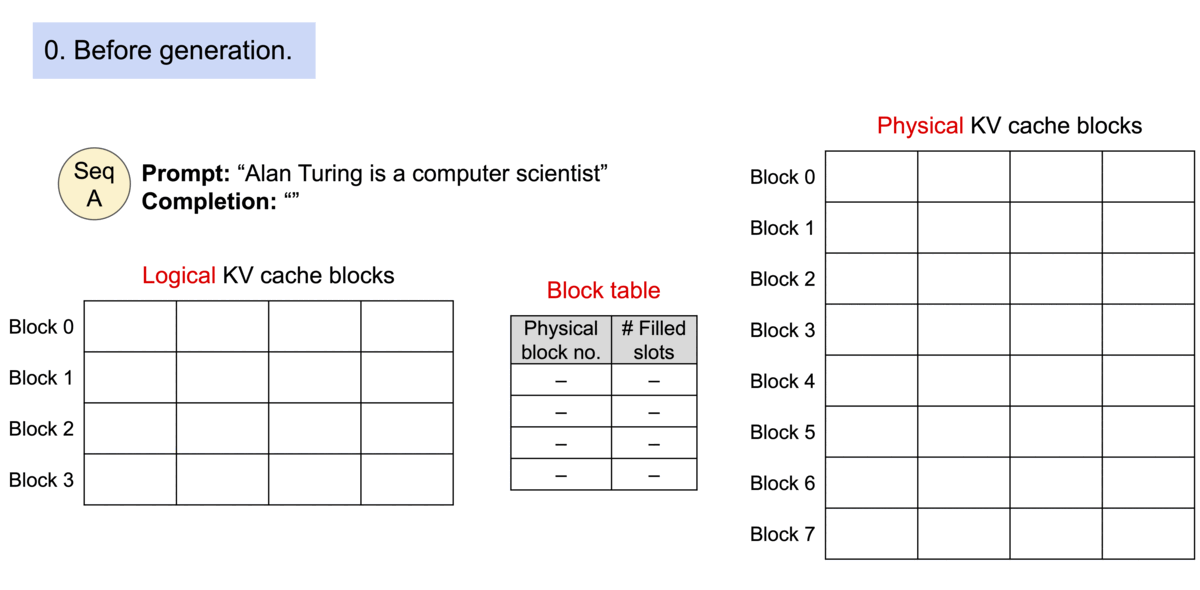 0. Before generation.
Seq
A
Prompt: “Alan Turing is a computer scientist”
Completion: “”
Logical KV cache blocks
Block 0
Block 1
Block 2
Block 3
Block table
Physical block no. # Filled slots
– –
– –
– –
– –
Physical KV cache blocks
Block 0
Block 1
Block 2
Block 3
Block 4
Block 5
Block 6
Block 7